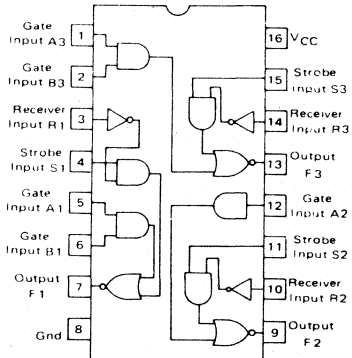 Gate
Input A3
1
Gate
Input B3
2
Receiver
Input R1
3
Strobe
Input S1
4
Gate
Input A1
5
Gate
Input B1
6
Output
F1
7
Gnd
8
16
VCC
15
Strobe
Input S3
14
Receiver
Input R3
13
Output
F3
12
Gate
Input A2
11
Strobe
Input S2
10
Receiver
Input R2
9
Output
F2